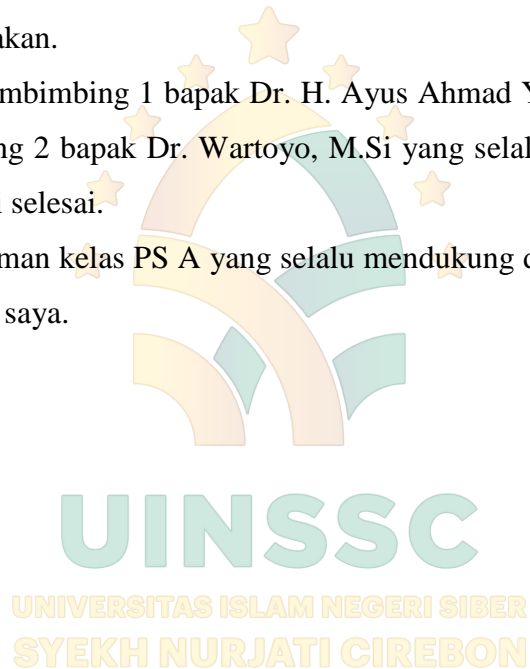 akan.
mbimbing 1 bapak Dr. H. Ayus Ahmad Y
ng 2 bapak Dr. Wartoyo, M.Si yang selal
i selesai.
man kelas PS A yang selalu mendukung d
saya.
UINSSC
UNIVERSITAS ISLAM NEGERI SIBER
SYEKH NURJATI CIREBON